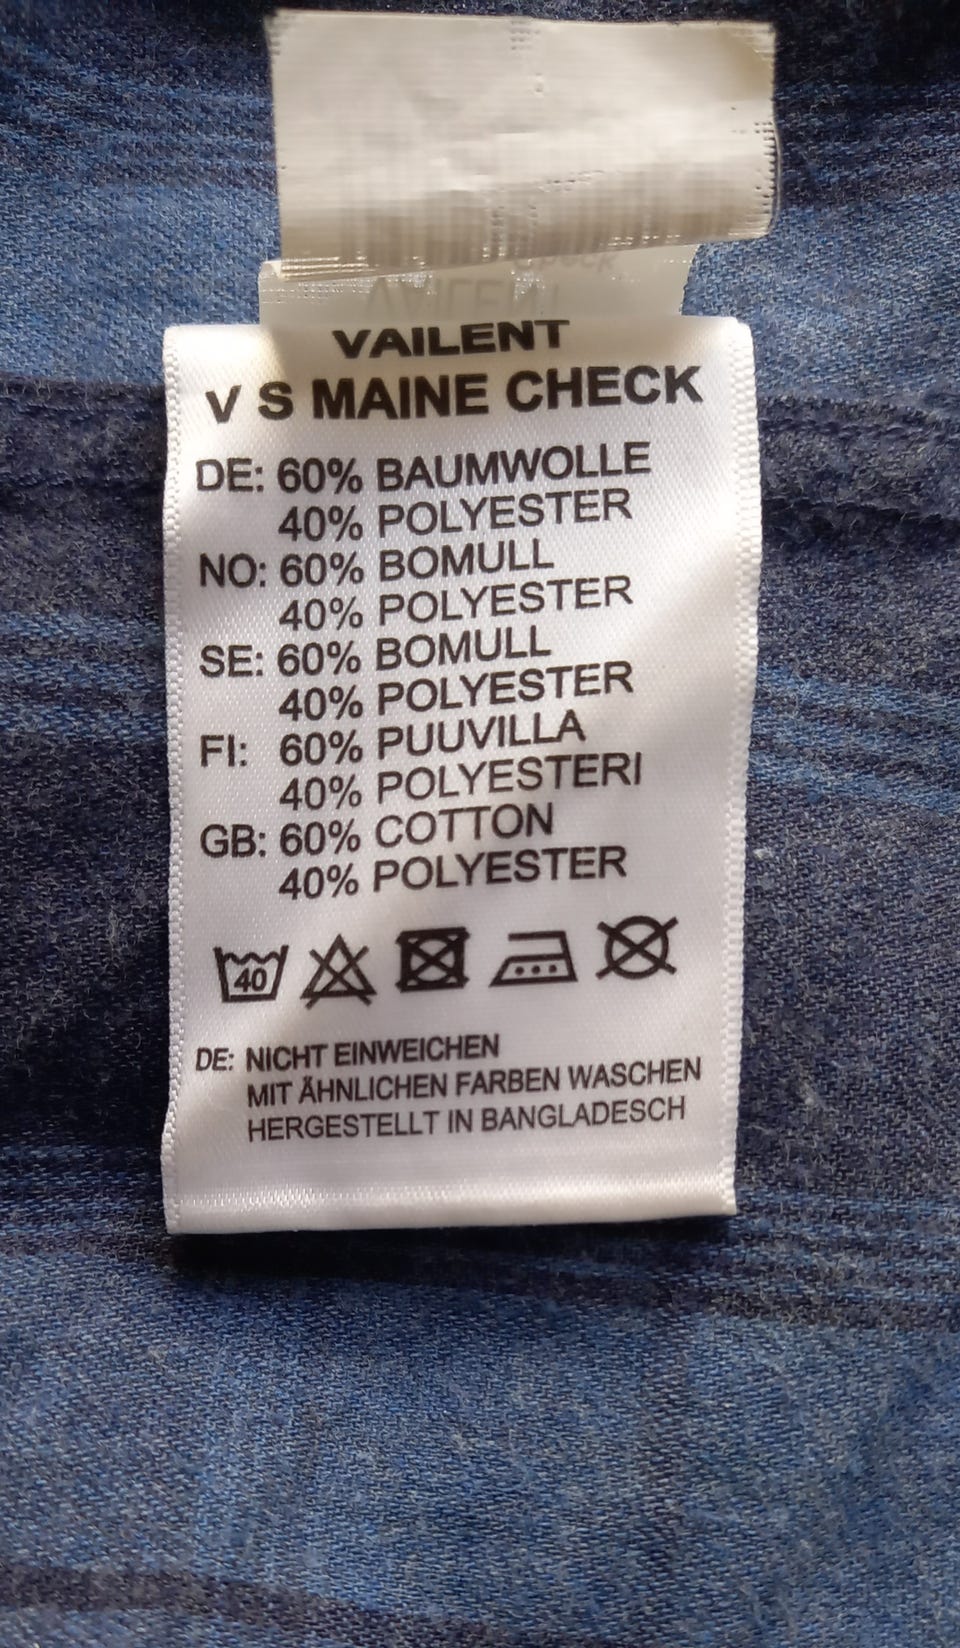 VAILENT
V S MAINE CHECK
DE: 60% BAUMWOLLE
40% POLYESTER
NO: 60% BOMULL
40% POLYESTER
SE: 60% BOMULL
40% POLYESTER
FI: 60% PUUVILLA
40% POLYESTERI
GB: 60% COTTON
40% POLYESTER
40
DE: NICHT EINWEICHEN
MIT ÄHNLICHEN FARBEN WASCHEN
HERGESTELLT IN BANGLADESCH